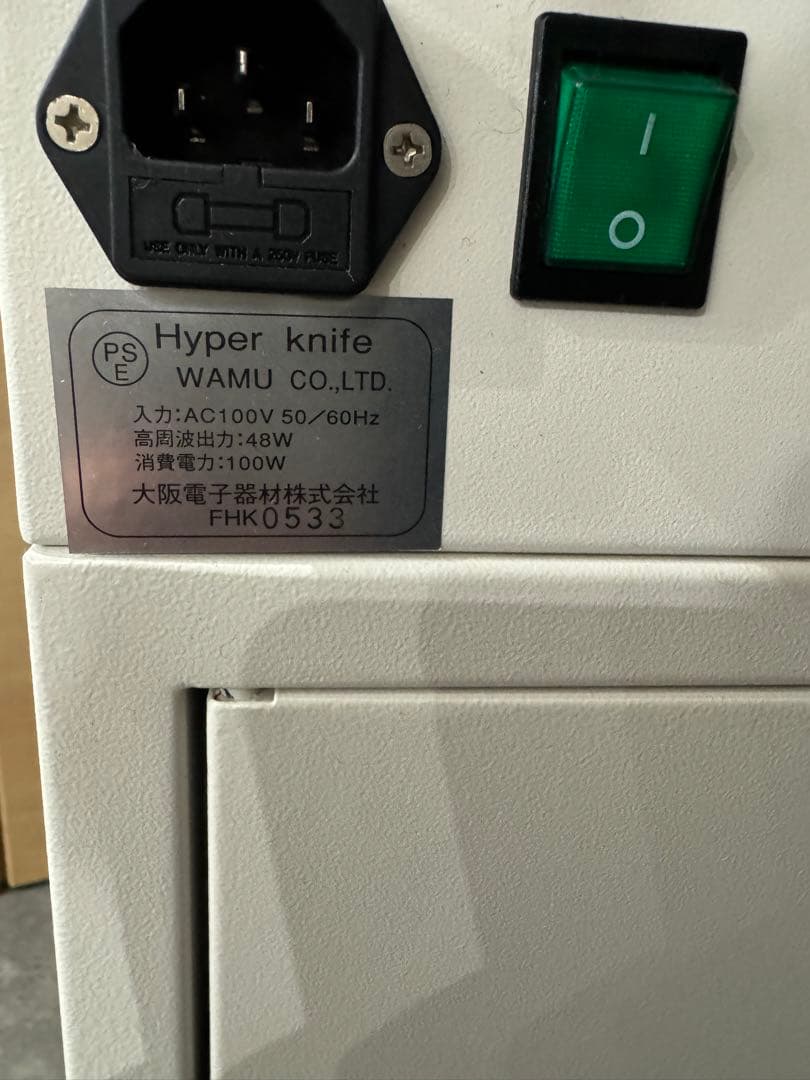 USE ONLY WITH A 250V FUSE
I
O
PS
E
Hyper knife
WAMU CO.,LTD.
入力:AC100V 50/60Hz
高周波出力:48W
消費電力:100W
大阪電子器材株式会社
FHK0533